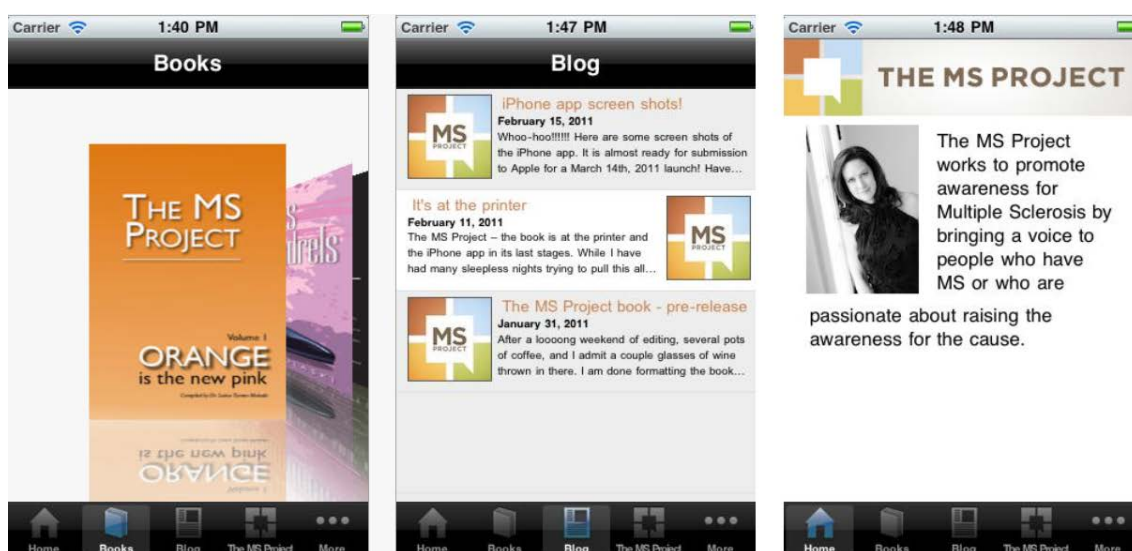 Carrier 1:40 PM
Books
THE MS
PROJECT
Volume 1
ORANGE
is the new pink
drels
Home Books Blog The MS Project More
Carrier 1:47 PM
Blog
MS
PROJECT
iPhone app screen shots!
February 15, 2011
Whoo-hoo!!!!!! Here are some screen shots of
the iPhone app. It is almost ready for submission
to Apple for a March 14th, 2011 launch! Have...
It's at the printer
February 11, 2011
The MS Project – the book is at the printer and
the iPhone app in its last stages. While I have
had many sleepless nights trying to pull this all...
MS
PROJECT
MS
PROJECT
The MS Project book - pre-release
January 31, 2011
After a loooong weekend of editing, several pots
of coffee, and I admit a couple glasses of wine
thrown in there. I am done formatting the book...
Home Books Blog The MS Project More
Carrier 1:48 PM
THE MS PROJECT
The MS Project
works to promote
awareness for
Multiple Sclerosis by
bringing a voice to
people who have
MS or who are
passionate about raising the
awareness for the cause.
Home Books Blog The MS Project More